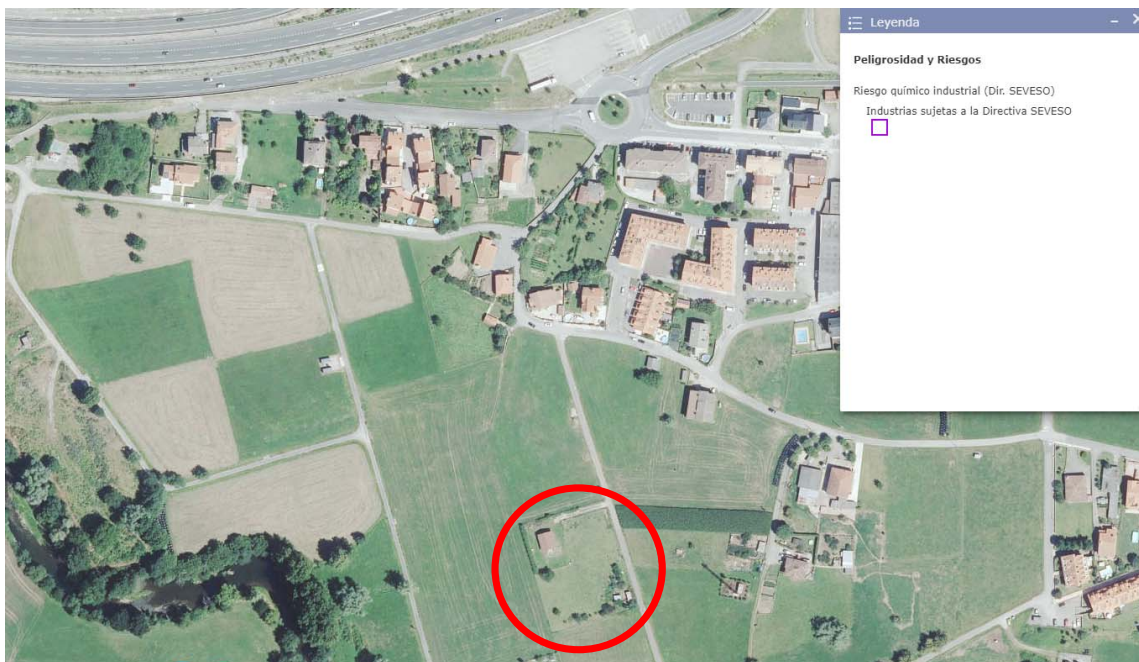 Leyenda
Peligrosidad y Riesgos
Riesgo químico industrial (Dir. SEVESO)
Industrias sujetas a la Directiva SEVESO